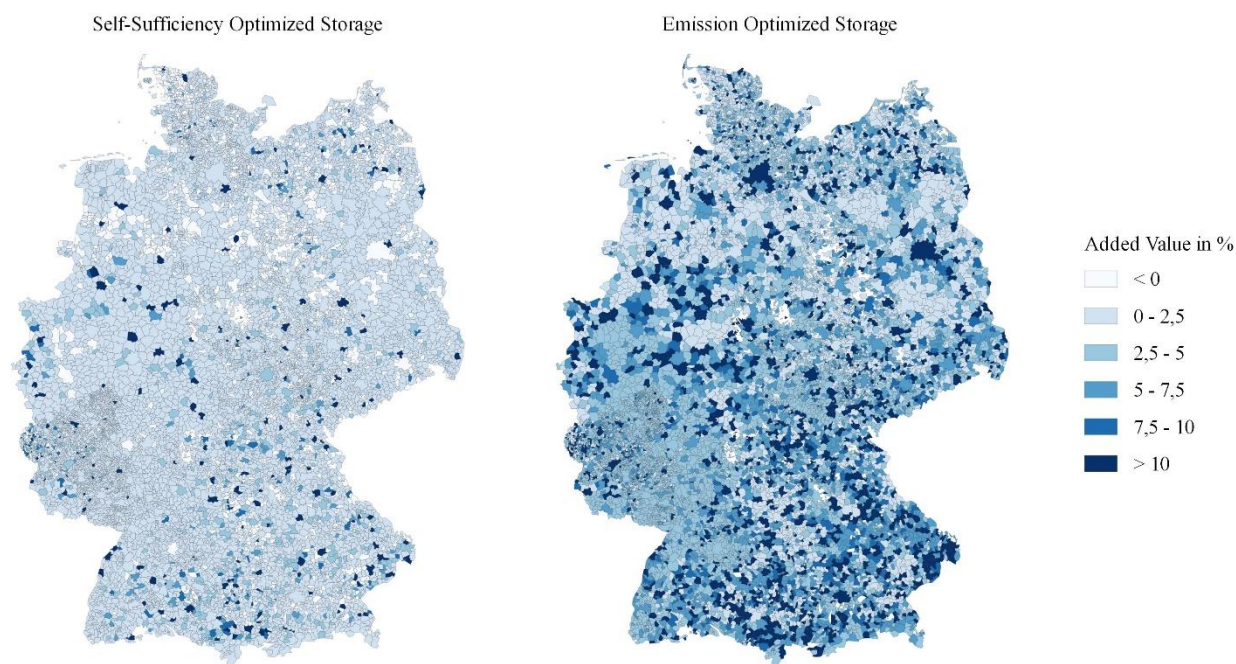 Self-Sufficiency Optimized Storage
Emission Optimized Storage
Added Value in %
< 0
0 - 2,5
2,5 - 5
5 - 7,5
7,5 - 10
> 10